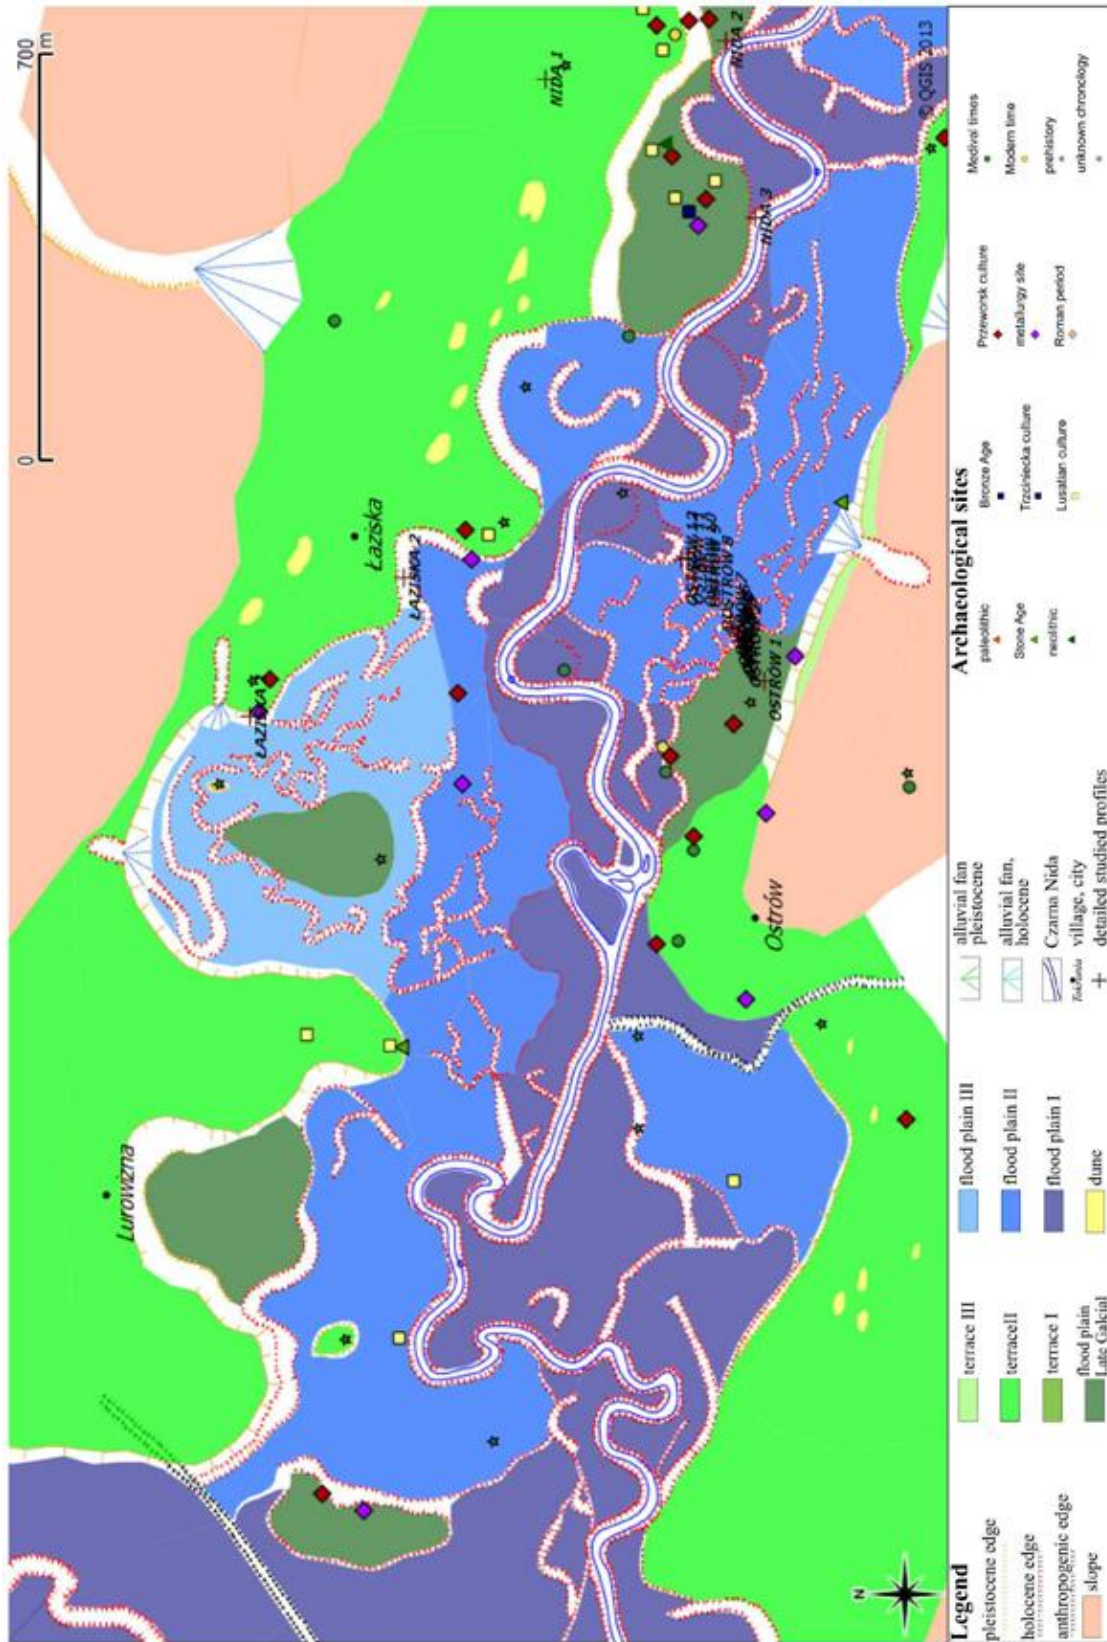 0 700 m
Lurowizna
Łaziska
ŁAZISKA 2
NIDA 1
NIDA 2
NIDA 3
OSTRÓW 8
OSTRÓW 1
Ostrów
N
© QGIS 2013
Legend
pleistocene edge
holocene edge
anthropogenic edge
slope
terrace III
terraceII
terrace I
flood plain
Late Galcial
flood plain III
flood plain II
flood plain I
dune
alluvial fan
pleistocene
alluvial fan,
holocene
Czarna Nida
Tokarnia village, city
detailed studied profiles
Archaeological sites
paleolithic
Stone Age
neolithic
Bronze Age
Trzciniecka culture
Lusatian culture
Przeworsk culture
metallurgy site
Roman period
Medival times
Modern time
prehistory
unknown chronology